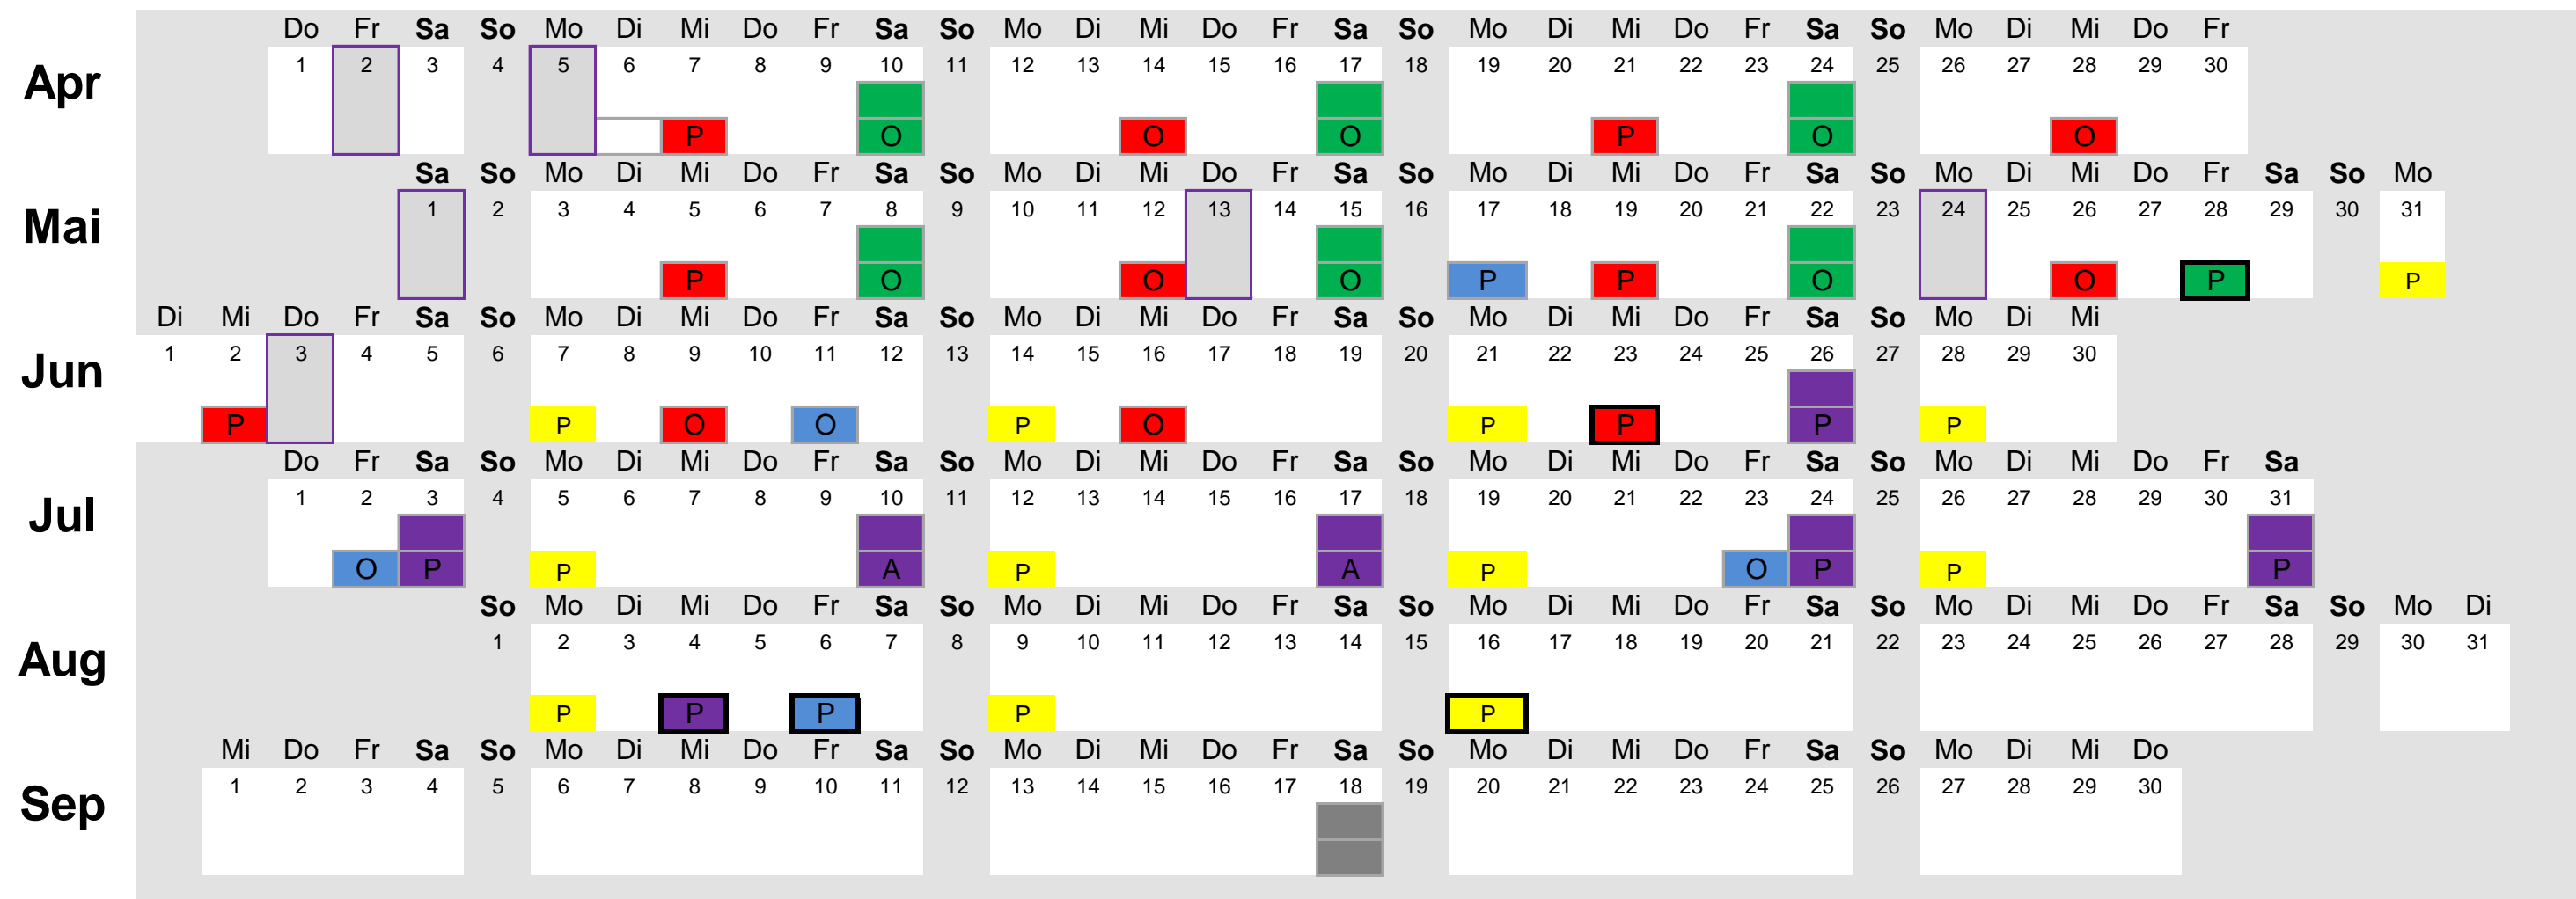 Do Fr Sa So Mo Di Mi Do Fr Sa So Mo Di Mi Do Fr Sa So Mo Di Mi Do Fr Sa So Mo Di Mi Do Fr
Apr 1 2 3 4 5 6 7 8 9 10 11 12 13 14 15 16 17 18 19 20 21 22 23 24 25 26 27 28 29 30
P O O O P O O
Sa So Mo Di Mi Do Fr Sa So Mo Di Mi Do Fr Sa So Mo Di Mi Do Fr Sa So Mo Di Mi Do Fr Sa So Mo
Mai 1 2 3 4 5 6 7 8 9 10 11 12 13 14 15 16 17 18 19 20 21 22 23 24 25 26 27 28 29 30 31
P O O O P P O O P P
Di Mi Do Fr Sa So Mo Di Mi Do Fr Sa So Mo Di Mi Do Fr Sa So Mo Di Mi Do Fr Sa So Mo Di Mi
Jun 1 2 3 4 5 6 7 8 9 10 11 12 13 14 15 16 17 18 19 20 21 22 23 24 25 26 27 28 29 30
P P O O P O P P P P
Do Fr Sa So Mo Di Mi Do Fr Sa So Mo Di Mi Do Fr Sa So Mo Di Mi Do Fr Sa So Mo Di Mi Do Fr Sa
Jul 1 2 3 4 5 6 7 8 9 10 11 12 13 14 15 16 17 18 19 20 21 22 23 24 25 26 27 28 29 30 31
O P P A P A P O P P P
So Mo Di Mi Do Fr Sa So Mo Di Mi Do Fr Sa So Mo Di Mi Do Fr Sa So Mo Di Mi Do Fr Sa So Mo Di
Aug 1 2 3 4 5 6 7 8 9 10 11 12 13 14 15 16 17 18 19 20 21 22 23 24 25 26 27 28 29 30 31
P P P P P
Mi Do Fr Sa So Mo Di Mi Do Fr Sa So Mo Di Mi Do Fr Sa So Mo Di Mi Do Fr Sa So Mo Di Mi Do
Sep 1 2 3 4 5 6 7 8 9 10 11 12 13 14 15 16 17 18 19 20 21 22 23 24 25 26 27 28 29 30